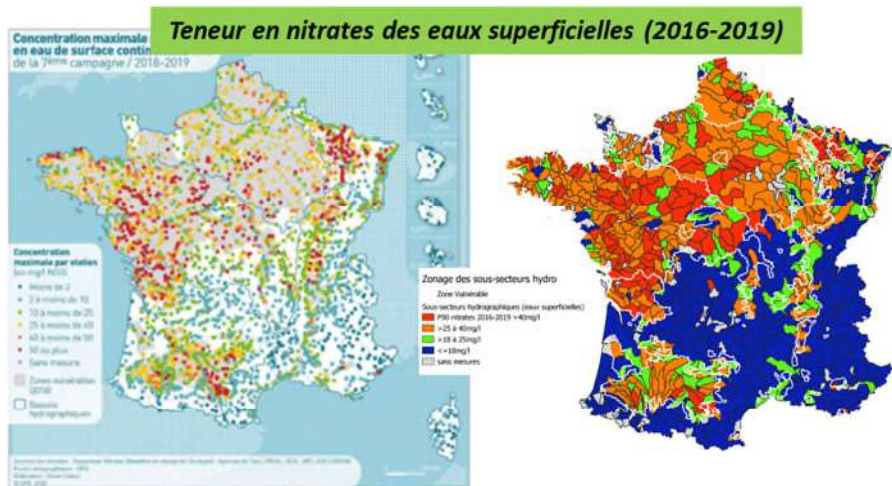 Teneur en nitrates des eaux superficielles (2016-2019)
Concentration maximale
en eau de surface
de la 7ème campagne / 2018-2019
Concentration
maximale par station
(en mg/l NO3)
Moins de 2
2 à moins de 10
10 à moins de 25
25 à moins de 40
40 à moins de 50
50 ou plus
Sans mesure
Zones vulnérables
(2018)
Bassins
hydrographiques
Zonage des sous-secteurs hydro
Zone Vulnérable
Sous-secteurs hydrographiques (eaux superficielles)
P90 nitrates 2016-2019 >40mg/l
>25 à 40mg/l
>18 à 25mg/l
<=18mg/l
sans mesures